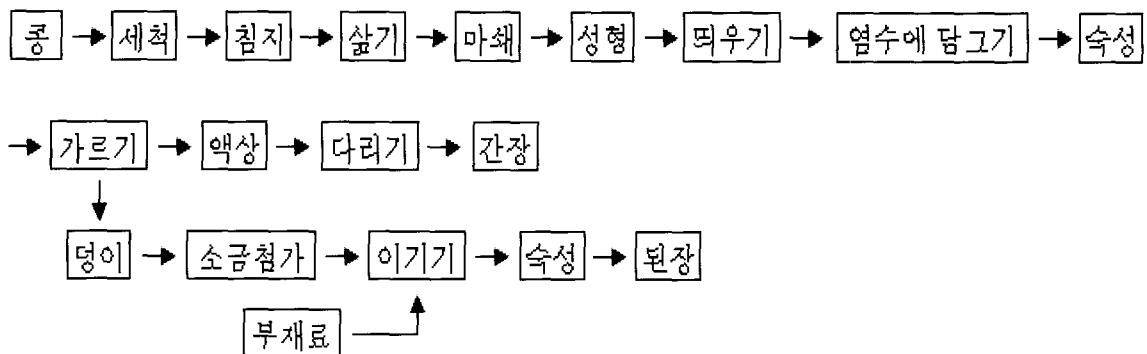 콩 세척 침지 삶기 마쇄 성형 띄우기 염수에 담그기 숙성
가르기 액상 다리기 간장
덩이 소금첨가 이기기 숙성 된장
부재료